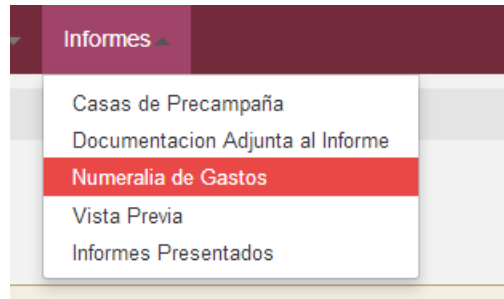 Informes
Casas de Precampaña
Documentacion Adjunta al Informe
Numeralia de Gastos
Vista Previa
Informes Presentados